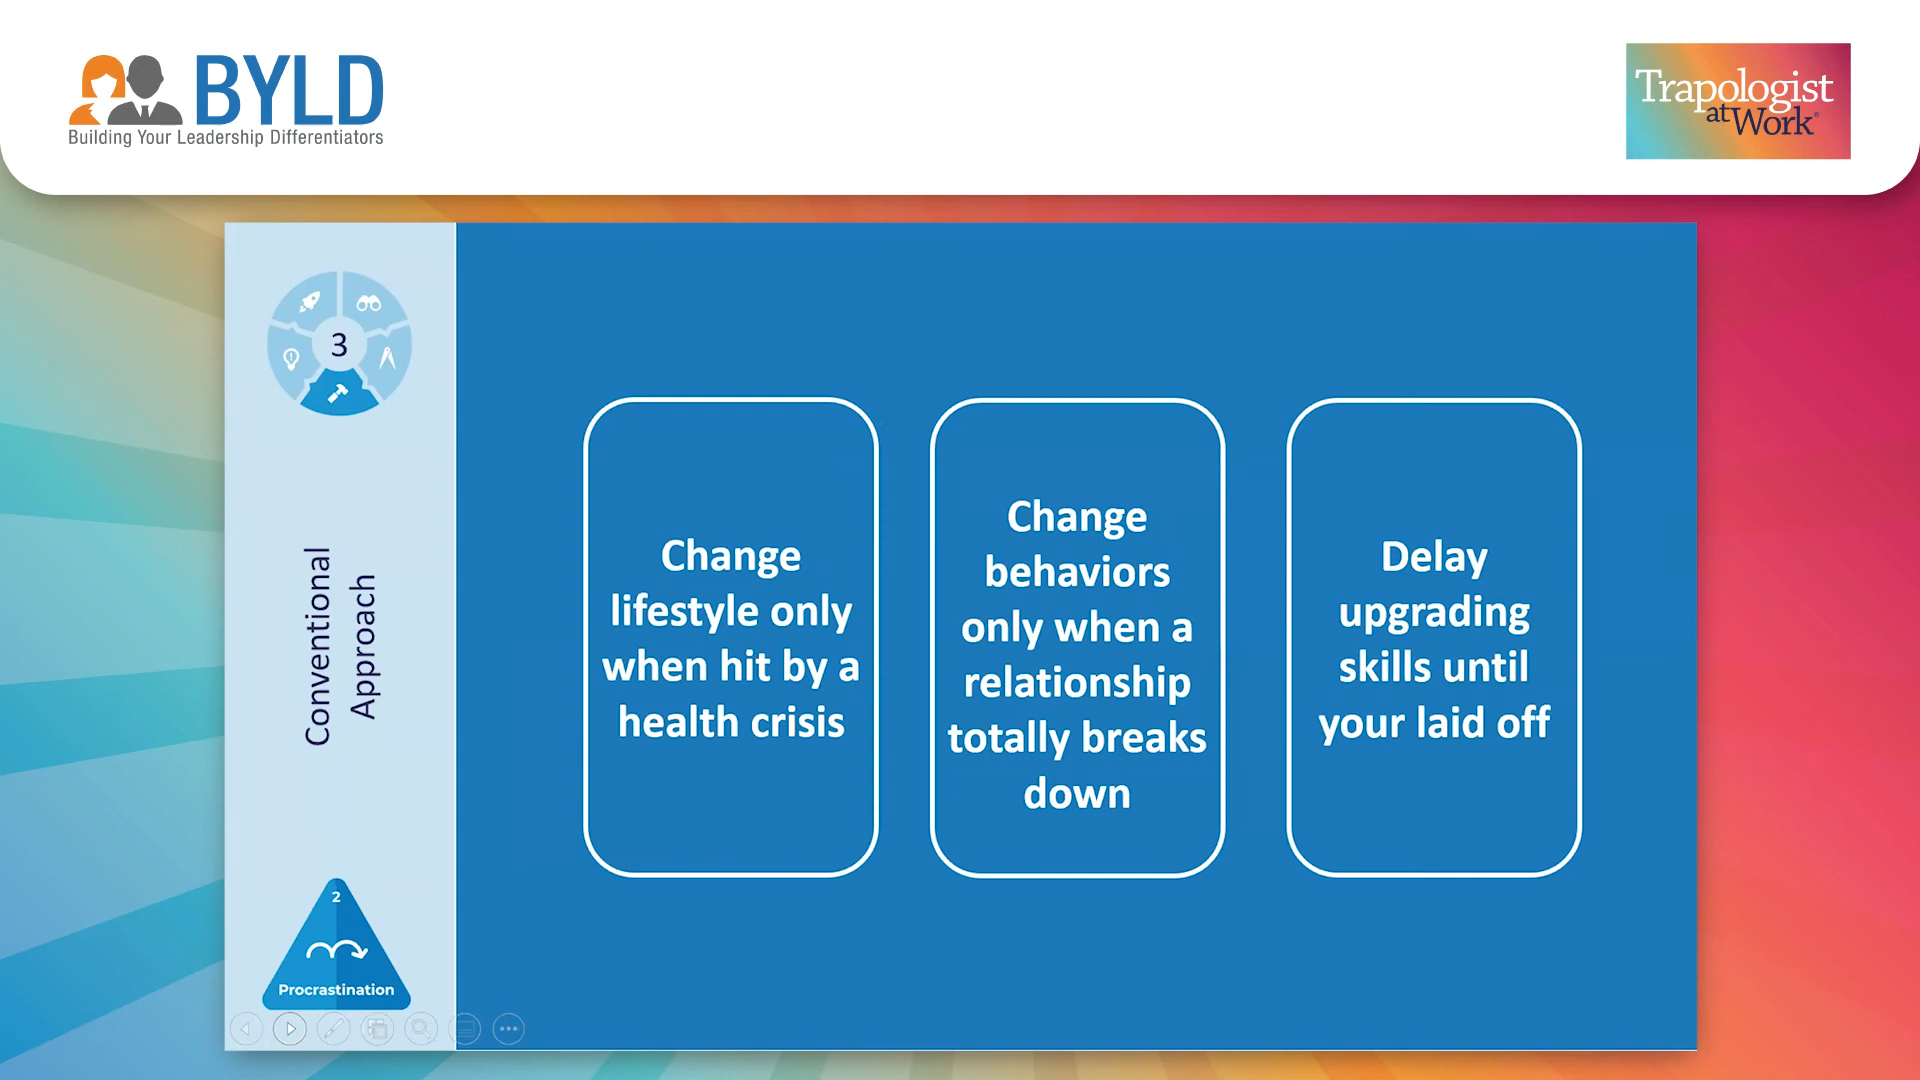 BYLD
Building Your Leadership Differentiators
Trapologist
at Work®
3
Conventional
Approach
2
Procrastination
Change
lifestyle only
when hit by a
health crisis
Change
behaviors
only when a
relationship
totally breaks
down
Delay
upgrading
skills until
your laid off